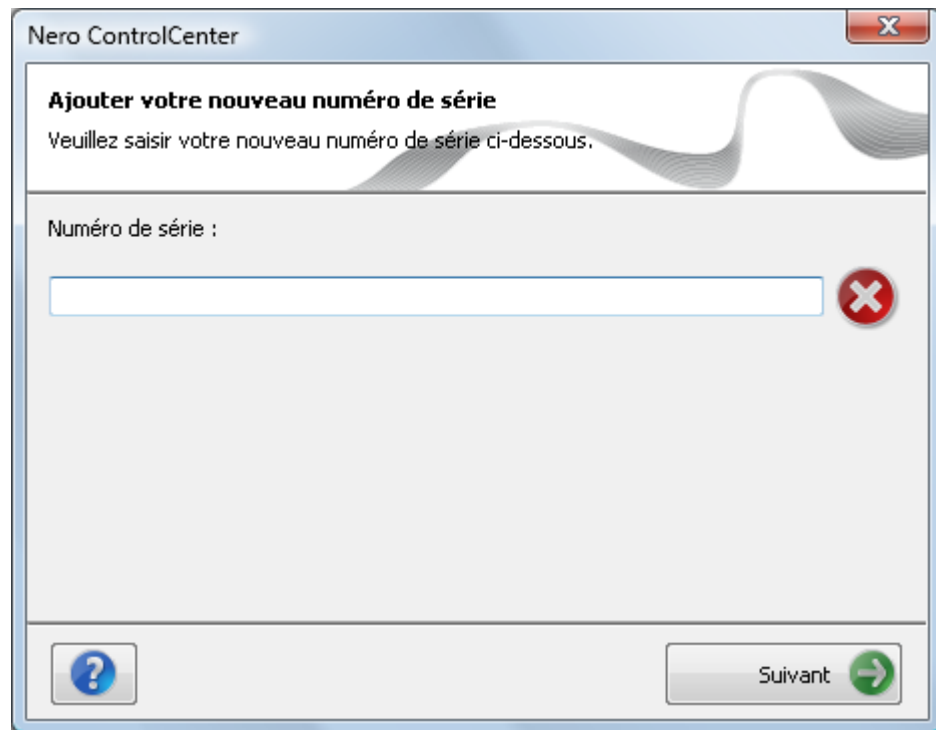 Nero ControlCenter
Ajouter votre nouveau numéro de série
Veuillez saisir votre nouveau numéro de série ci-dessous.
Numéro de série :
Suivant